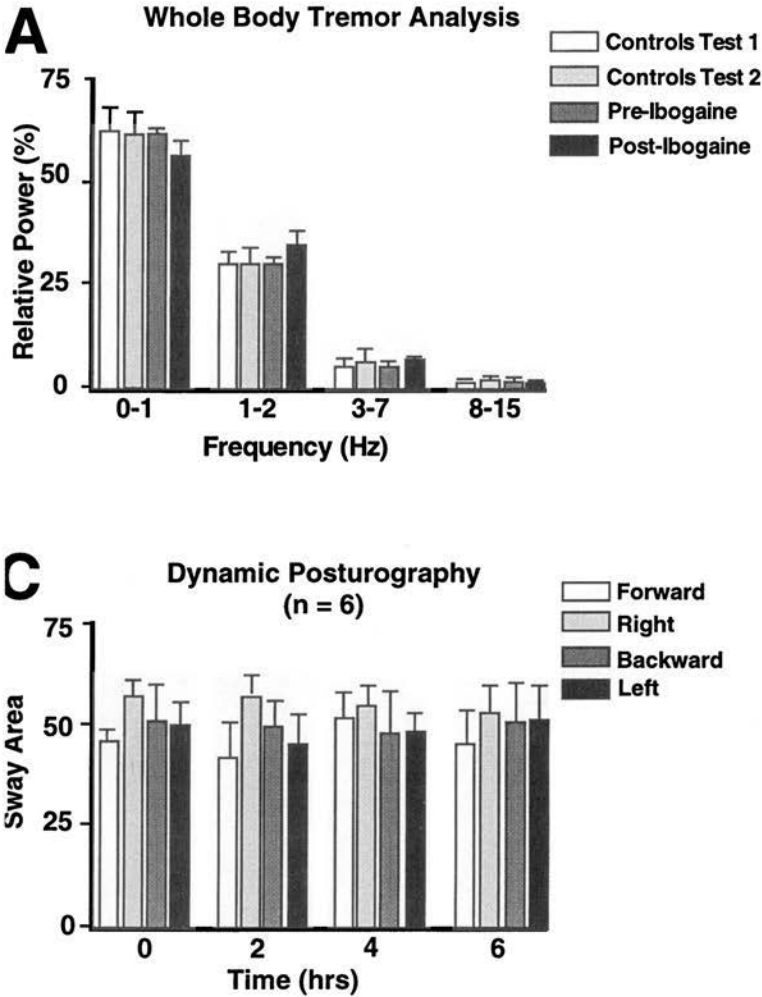 A
Whole Body Tremor Analysis
Controls Test 1
Controls Test 2
Pre-Ibogaine
Post-Ibogaine
Relative Power (%)
75
50
25
0
0-1 1-2 3-7 8-15
Frequency (Hz)
C
Dynamic Posturography
(n = 6)
Forward
Right
Backward
Left
Sway Area
75
50
25
0
0 2 4 6
Time (hrs)